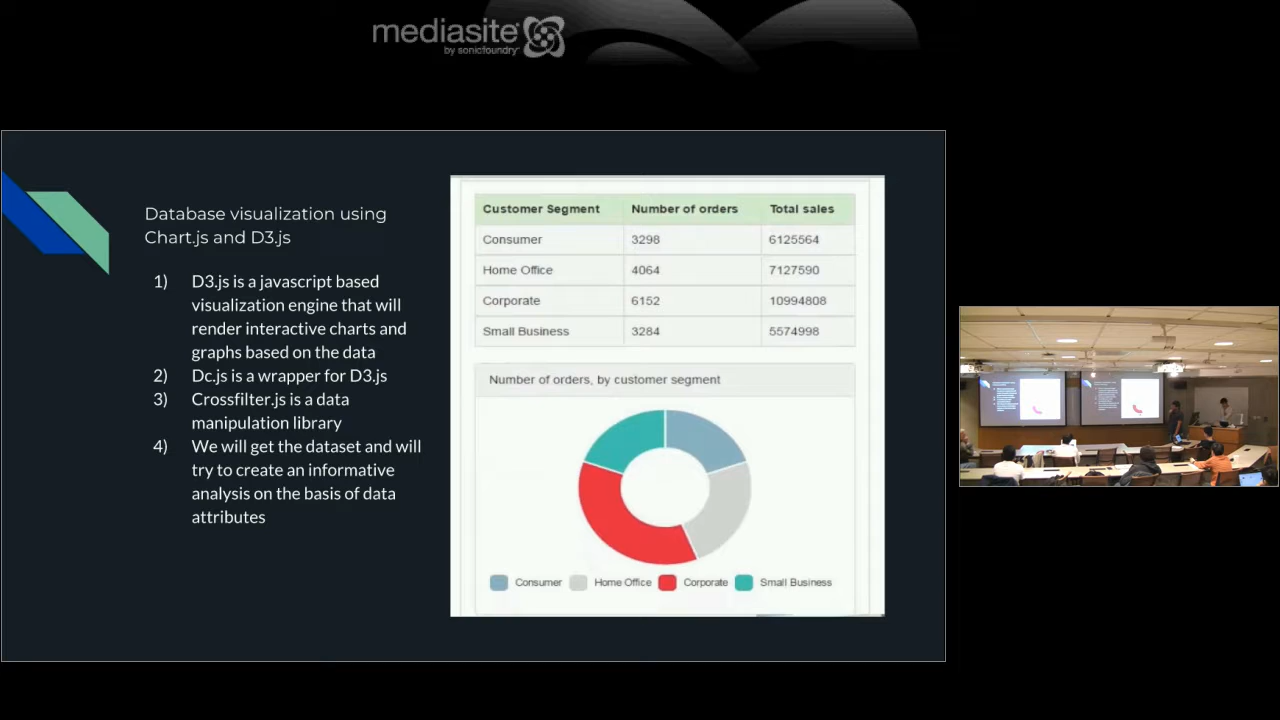 mediasite
by sonicfoundry
Database visualization using
Chart.js and D3.js
1) D3.js is a javascript based
visualization engine that will
render interactive charts and
graphs based on the data
2) Dc.js is a wrapper for D3.js
3) Crossfilter.js is a data
manipulation library
4) We will get the dataset and will
try to create an informative
analysis on the basis of data
attributes
Customer Segment Number of orders Total sales
Consumer 3298 6125564
Home Office 4064 7127590
Corporate 6152 10994808
Small Business 3284 5574998
Number of orders, by customer segment
Consumer Home Office Corporate Small Business